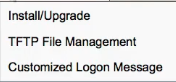 Install/Upgrade
TFTP File Management
Customized Logon Message